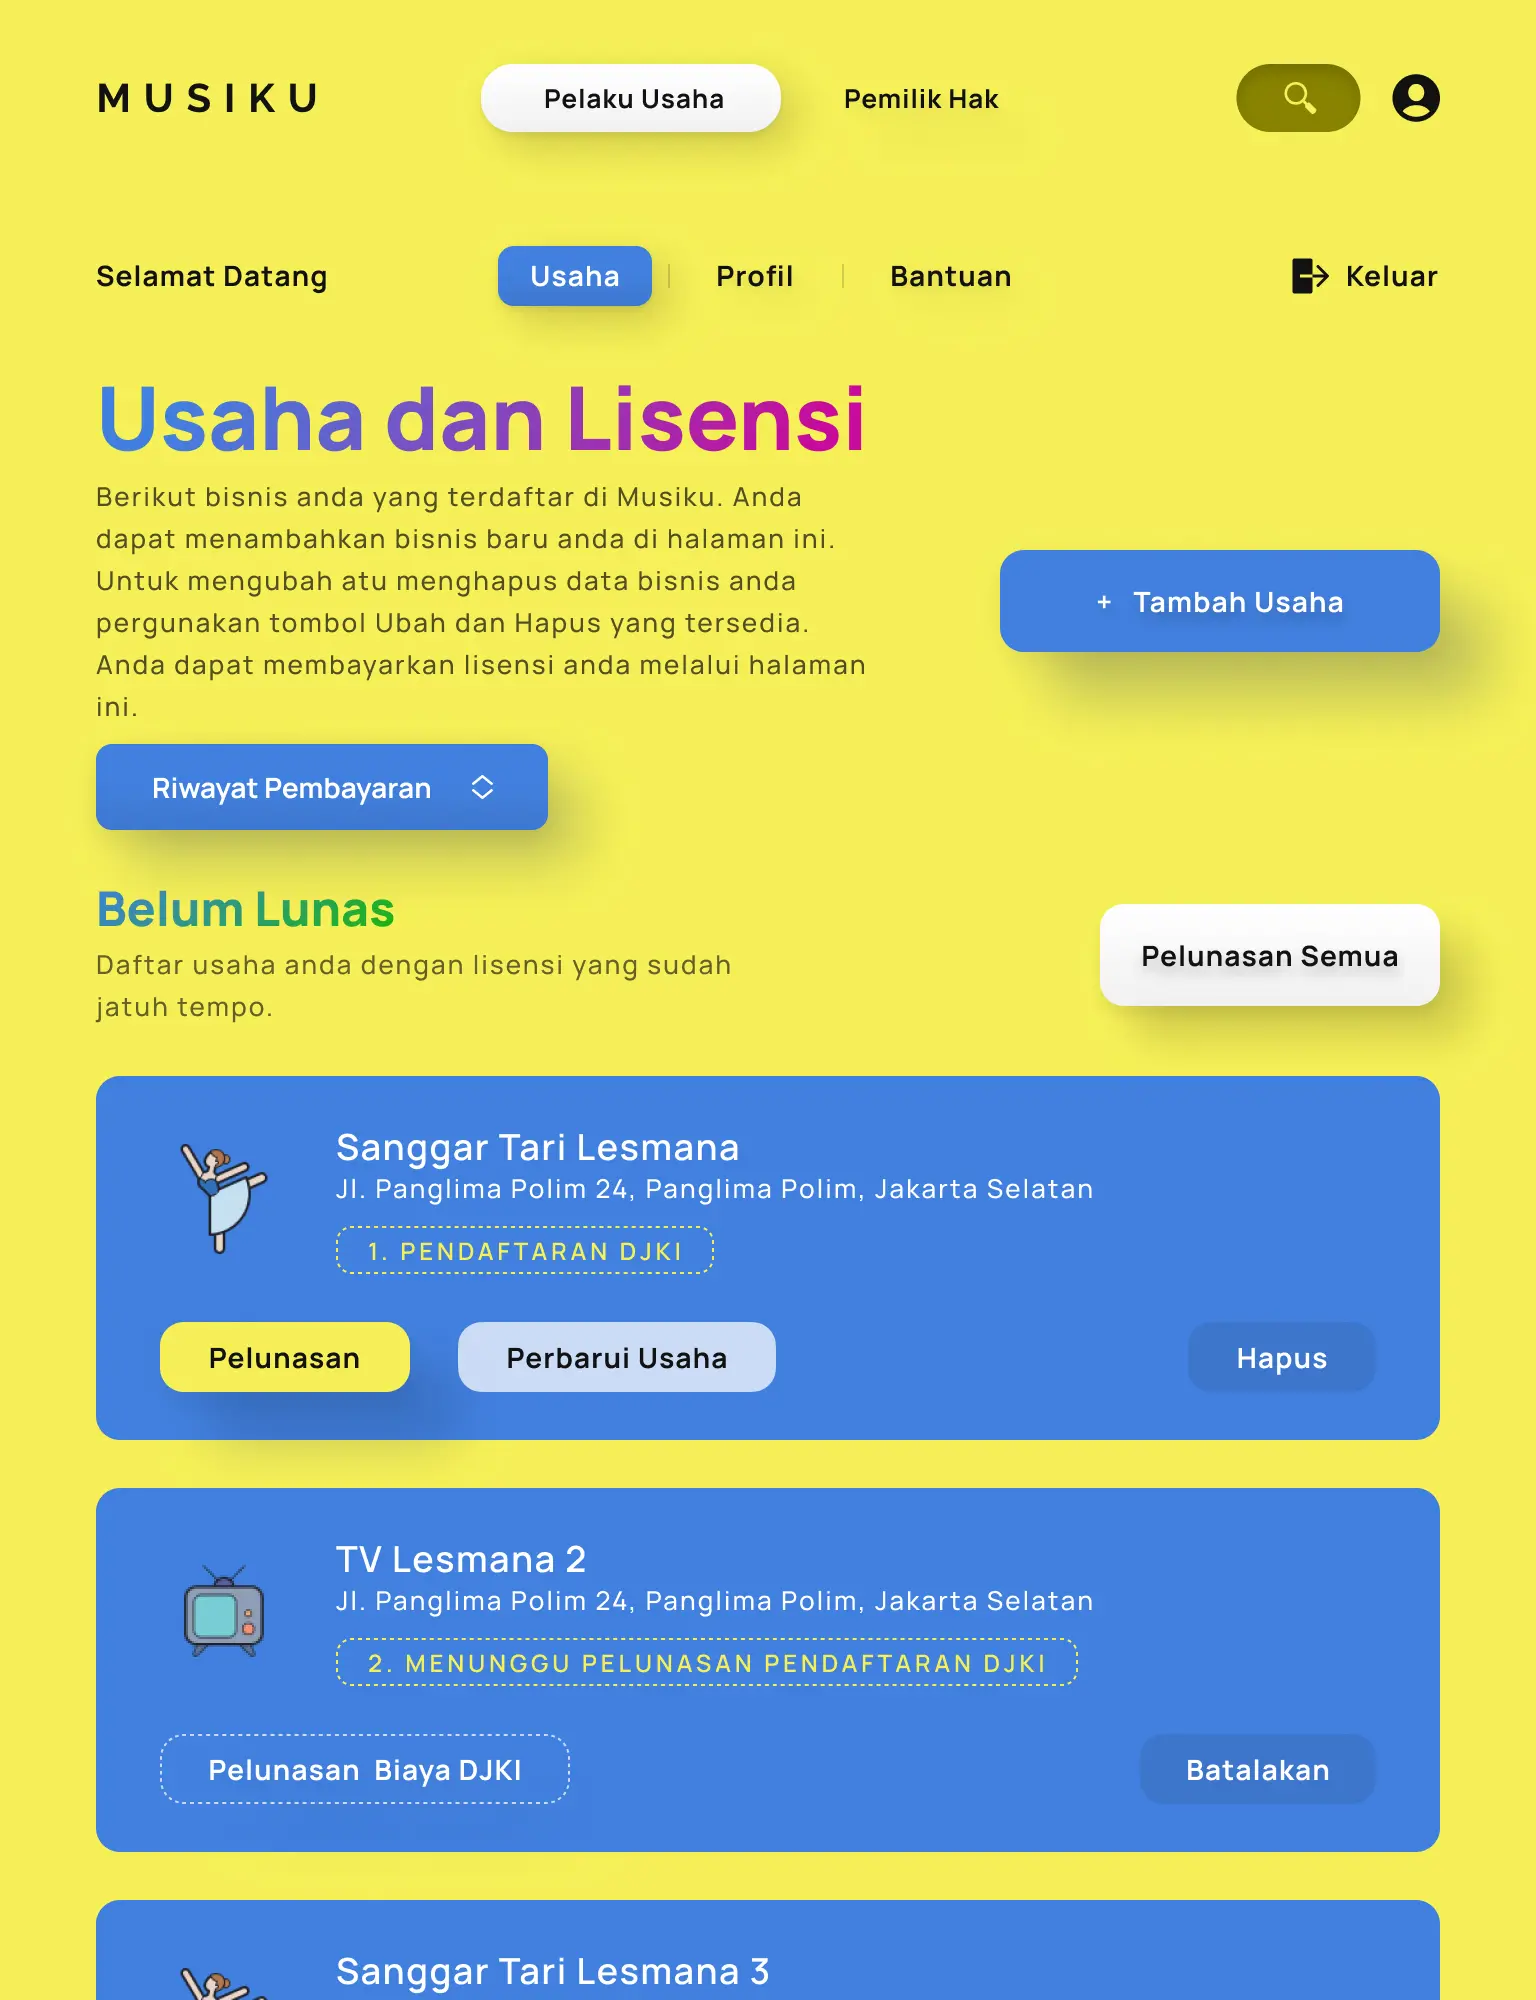 MUSIKU
Pelaku Usaha
Pemilik Hak
Selamat Datang
Usaha
Profil
Bantuan
Keluar
Usaha dan Lisensi
Berikut bisnis anda yang terdaftar di Musiku. Anda
dapat menambahkan bisnis baru anda di halaman ini.
Untuk mengubah atu menghapus data bisnis anda
pergunakan tombol Ubah dan Hapus yang tersedia.
Anda dapat membayarkan lisensi anda melalui halaman
ini.
+ Tambah Usaha
Riwayat Pembayaran
Belum Lunas
Daftar usaha anda dengan lisensi yang sudah
jatuh tempo.
Pelunasan Semua
Sanggar Tari Lesmana
Jl. Panglima Polim 24, Panglima Polim, Jakarta Selatan
1. PENDAFTARAN DJKI
Pelunasan
Perbarui Usaha
Hapus
TV Lesmana 2
Jl. Panglima Polim 24, Panglima Polim, Jakarta Selatan
2. MENUNGGU PELUNASAN PENDAFTARAN DJKI
Pelunasan Biaya DJKI
Batalakan
Sanggar Tari Lesmana 3